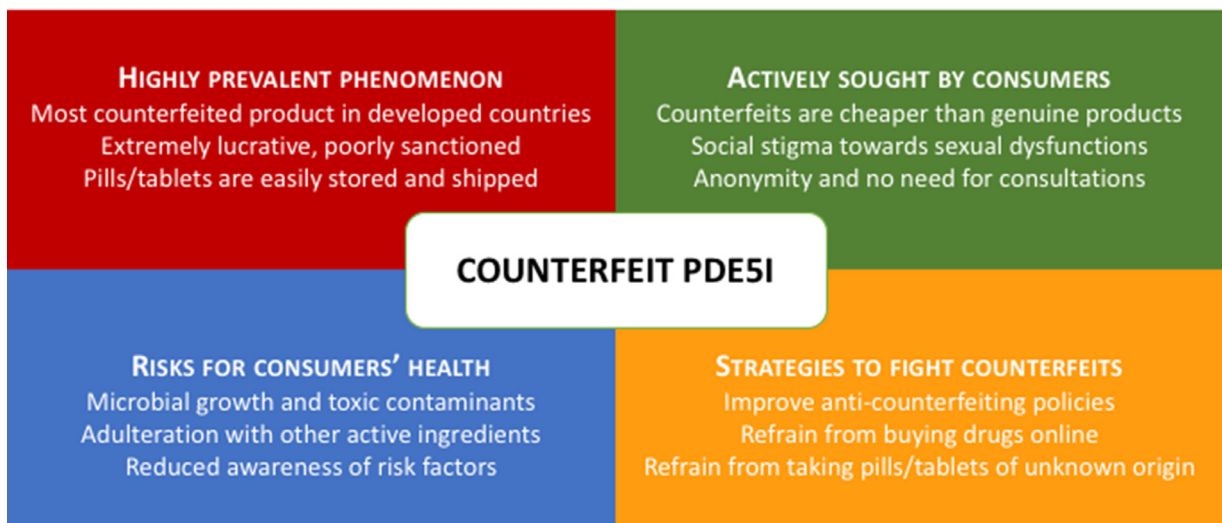 HIGHLY PREVALENT PHENOMENON
Most counterfeited product in developed countries
Extremely lucrative, poorly sanctioned
Pills/tablets are easily stored and shipped
ACTIVELY SOUGHT BY CONSUMERS
Counterfeits are cheaper than genuine products
Social stigma towards sexual dysfunctions
Anonymity and no need for consultations
COUNTERFEIT PDE5I
RISKS FOR CONSUMERS’ HEALTH
Microbial growth and toxic contaminants
Adulteration with other active ingredients
Reduced awareness of risk factors
STRATEGIES TO FIGHT COUNTERFEITS
Improve anti-counterfeiting policies
Refrain from buying drugs online
Refrain from taking pills/tablets of unknown origin